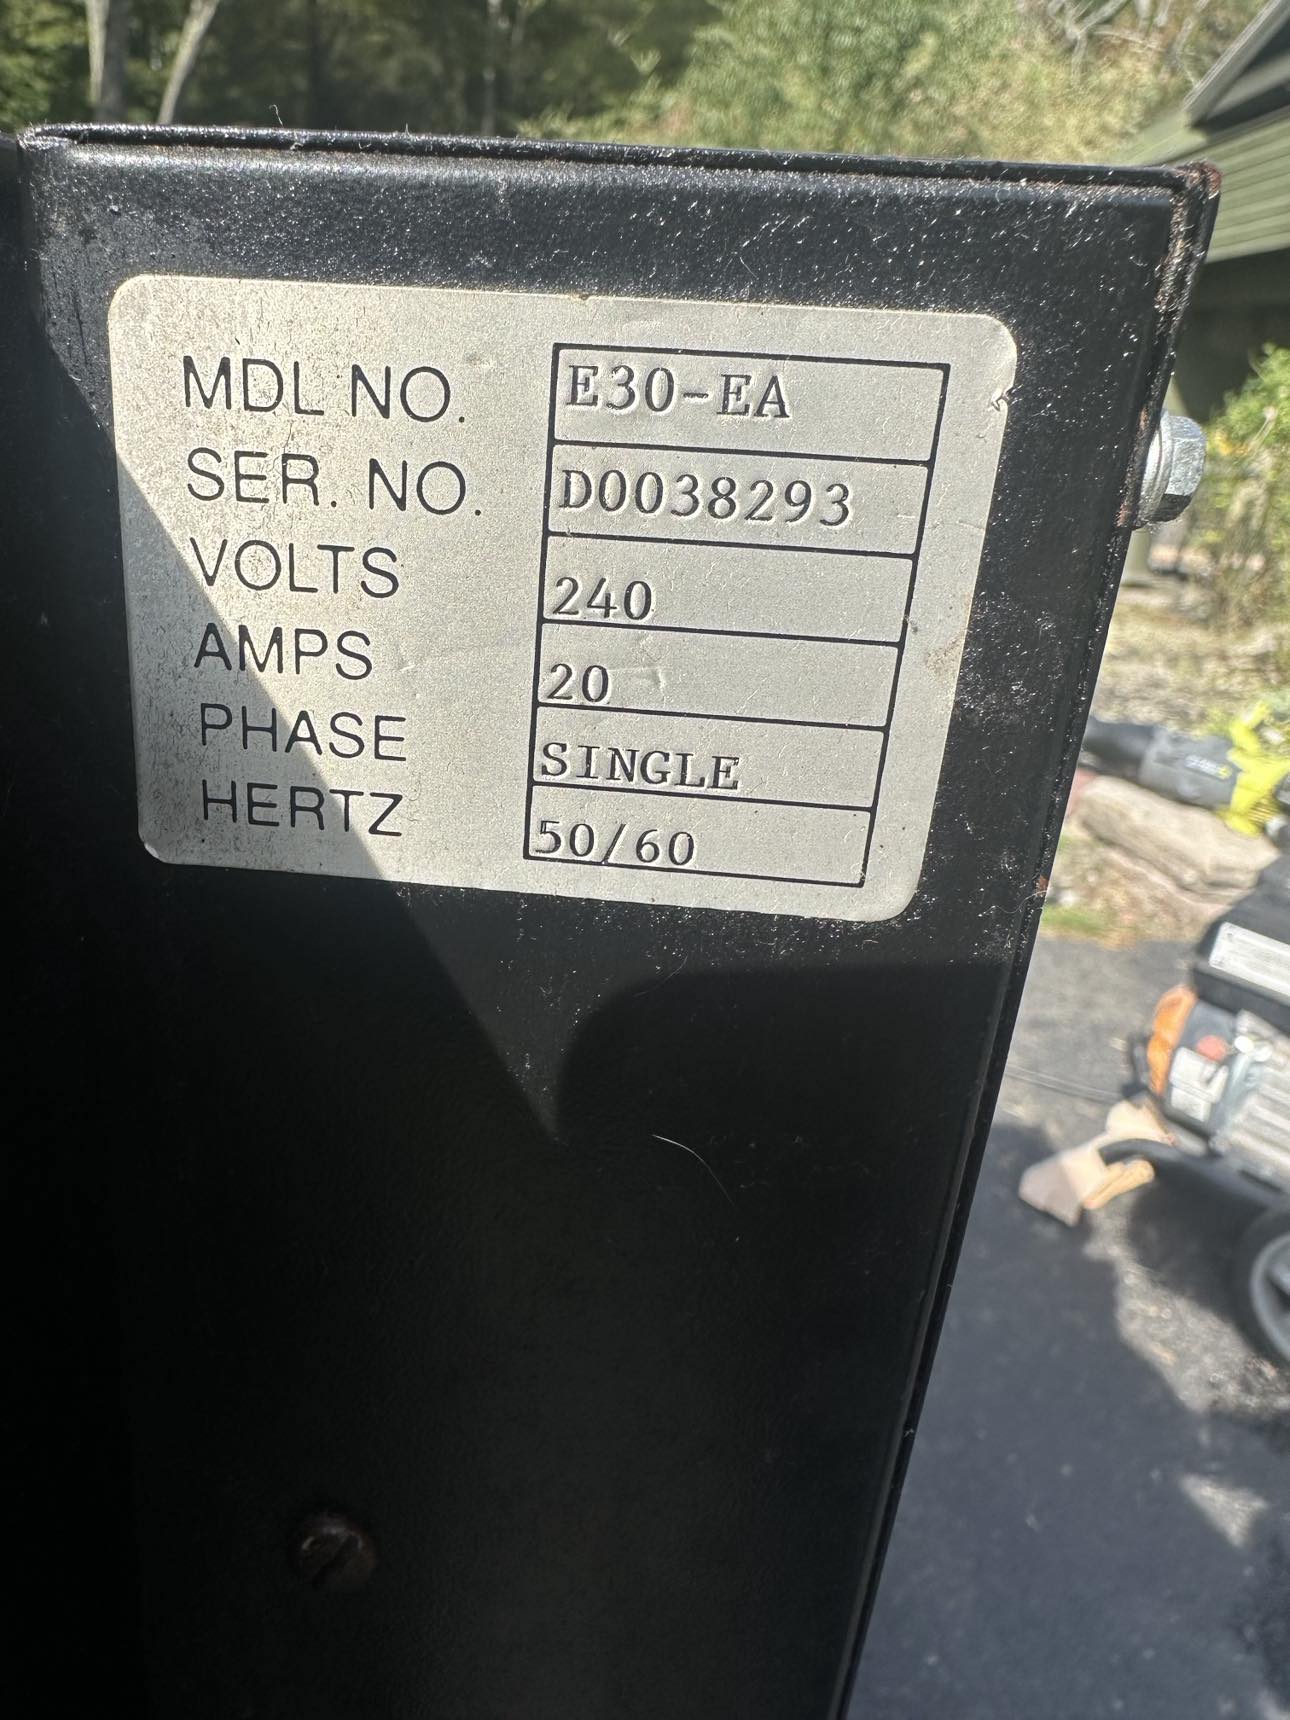 MDL NO. E30-EA
SER. NO. D0038293
VOLTS 240
AMPS 20
PHASE SINGLE
HERTZ 50/60